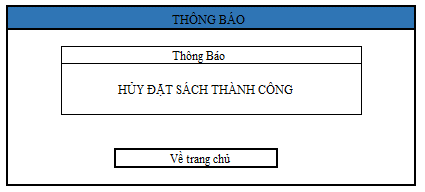 THÔNG BÁO
Thông Báo
HỦY ĐẶT SÁCH THÀNH CÔNG
Về trang chủ